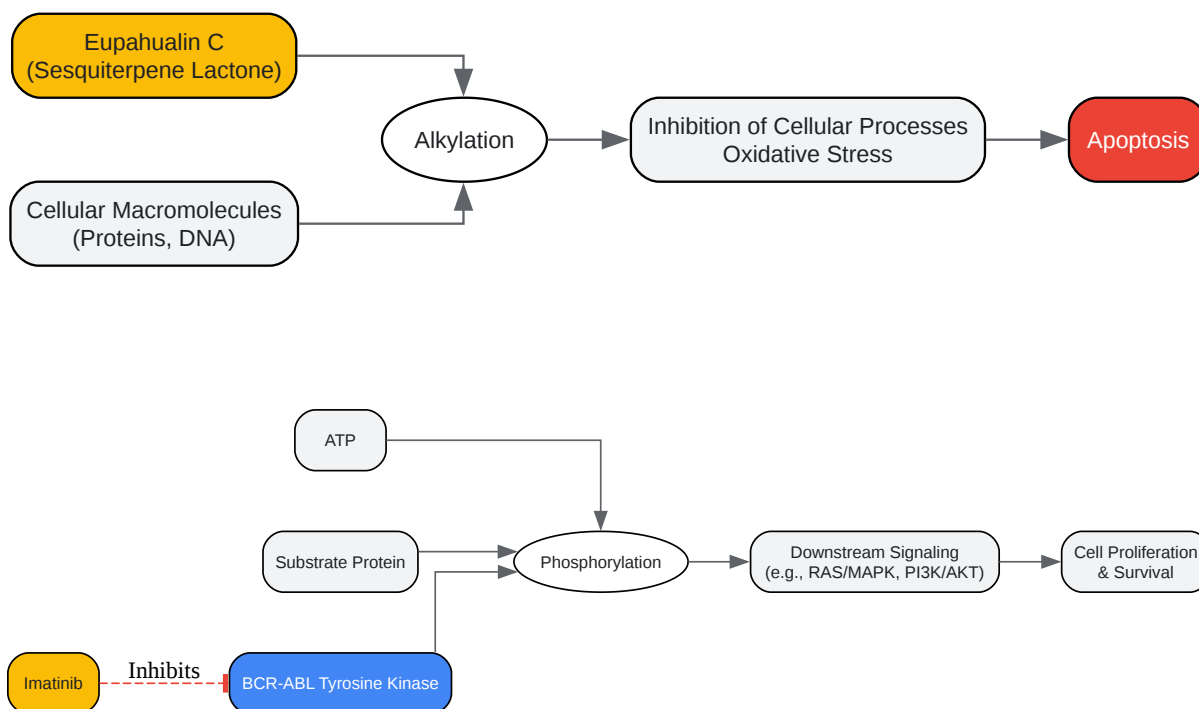 Eupahualin C
(Sesquiterpene Lactone)
Alkylation
Inhibition of Cellular Processes
Oxidative Stress
Apoptosis
Cellular Macromolecules
(Proteins, DNA)
ATP
Substrate Protein
Phosphorylation
Downstream Signaling
(e.g., RAS/MAPK, PI3K/AKT)
Cell Proliferation
& Survival
Imatinib
Inhibits
BCR-ABL Tyrosine Kinase